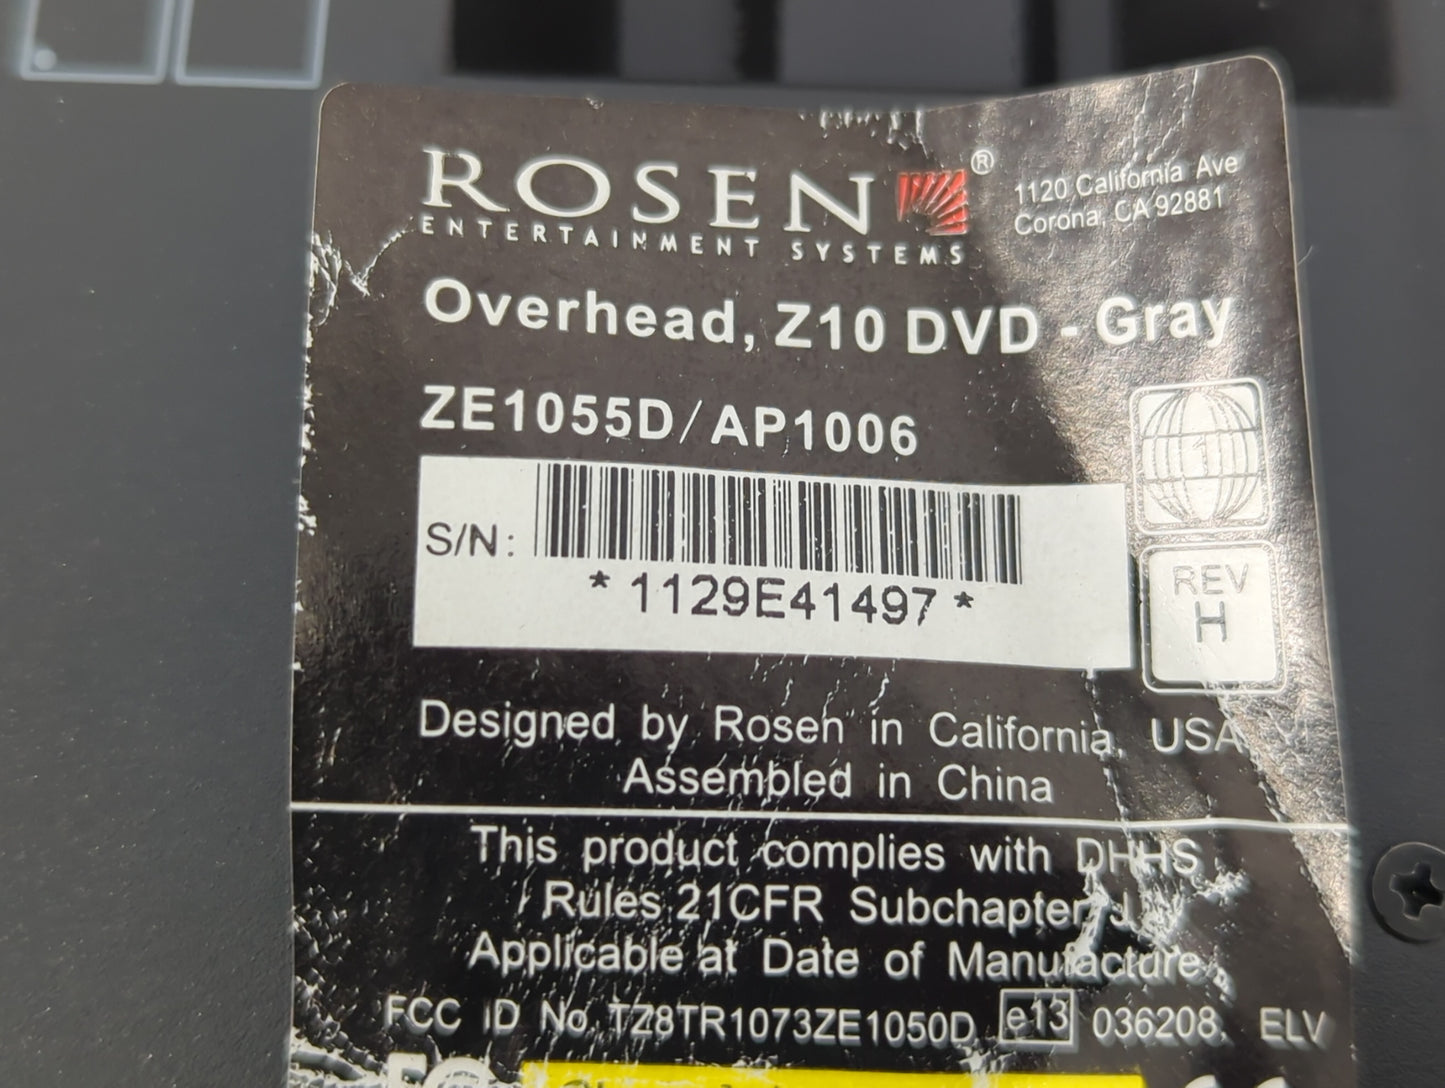 ROSEN®
ENTERTAINMENT SYSTEMS
1120 California Ave
Corona, CA 92881
Overhead, Z10 DVD - Gray
ZE1055D/AP1006
1
S/N:
*1129E41497*
REV
H
Designed by Rosen in California, USA
Assembled in China
This product complies with DHHS
Rules 21CFR Subchapter J
Applicable at Date of Manufacture
FCC ID No. TZ8TR1073ZE1050D e13 036208 ELV